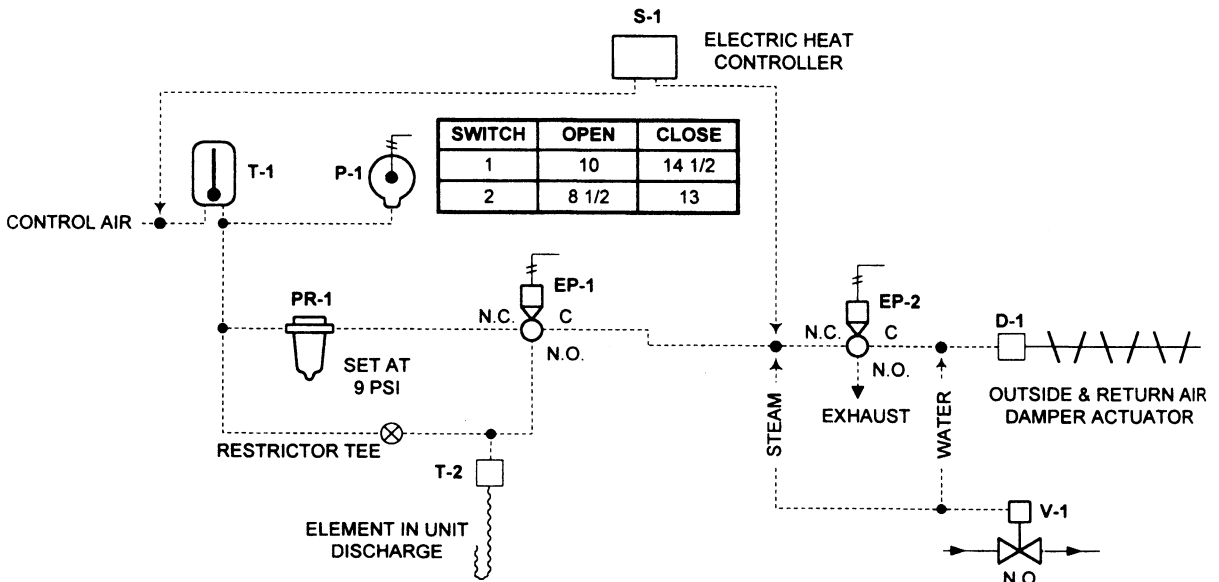 S-1
ELECTRIC HEAT
CONTROLLER
SWITCH OPEN CLOSE
1 10 14 1/2
2 8 1/2 13
T-1
P-1
CONTROL AIR
PR-1
SET AT
9 PSI
EP-1
N.C. C
N.O.
EP-2
N.C. C
N.O.
EXHAUST
D-1
OUTSIDE & RETURN AIR
DAMPER ACTUATOR
RESTRICTOR TEE
T-2
ELEMENT IN UNIT
DISCHARGE
STEAM
WATER
V-1
N.O.